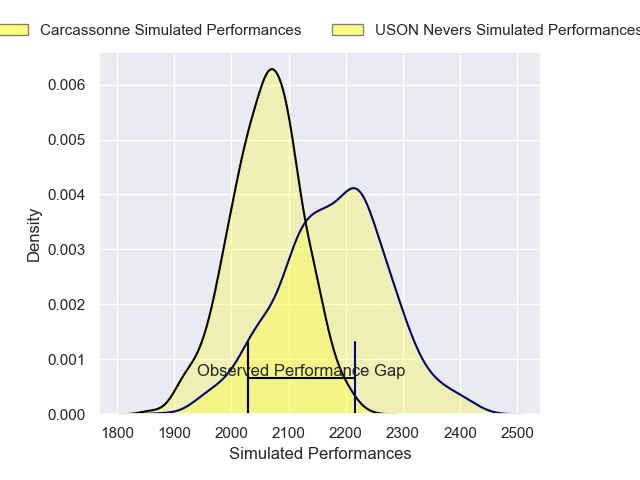 Carcassonne Simulated Performances
USON Nevers Simulated Performances
0.006
0.005
0.004
0.003
0.002
0.001
0.000
Density
Observed Performance Gap
1800 1900 2000 2100 2200 2300 2400 2500
Simulated Performances